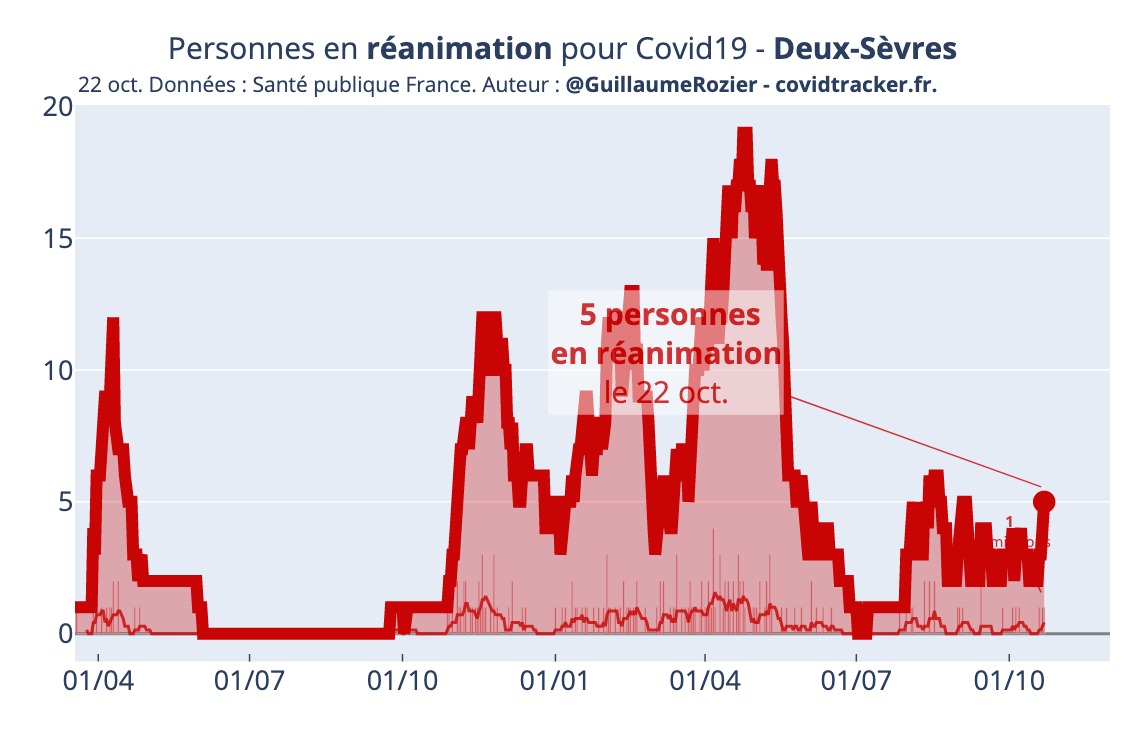 Personnes en réanimation pour Covid19 - Deux-Sèvres
22 oct. Données : Santé publique France. Auteur : @GuillaumeRozier - covidtracker.fr.
20
15
10
5
0
5 personnes
en réanimation
le 22 oct.
1
01/04
01/07
01/10
01/01
01/04
01/07
01/10